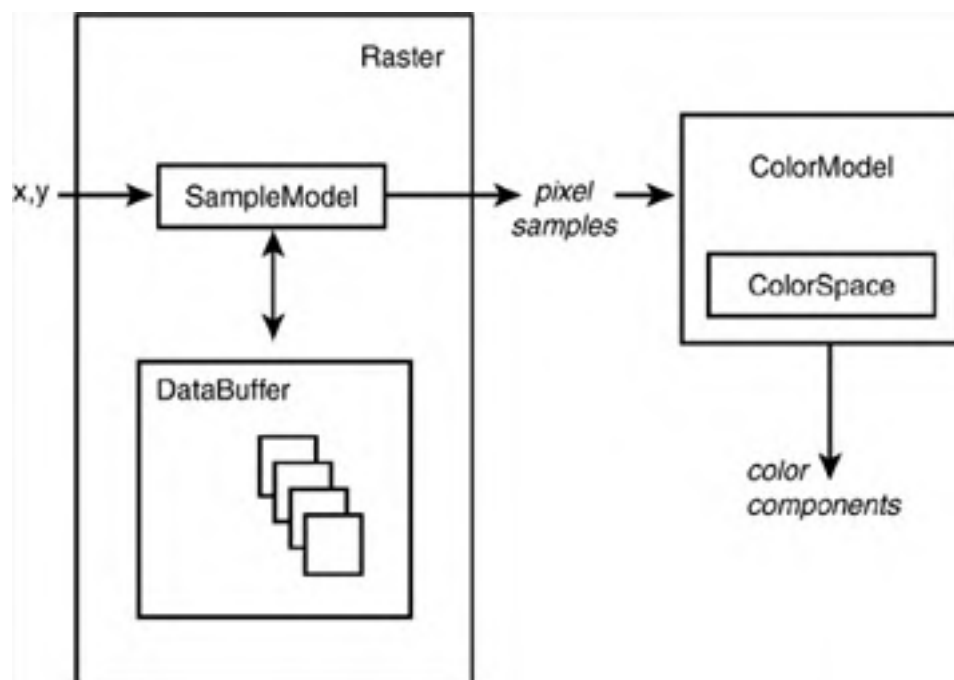 Raster
x,y
SampleModel
pixel
samples
ColorModel
ColorSpace
DataBuffer
color
components